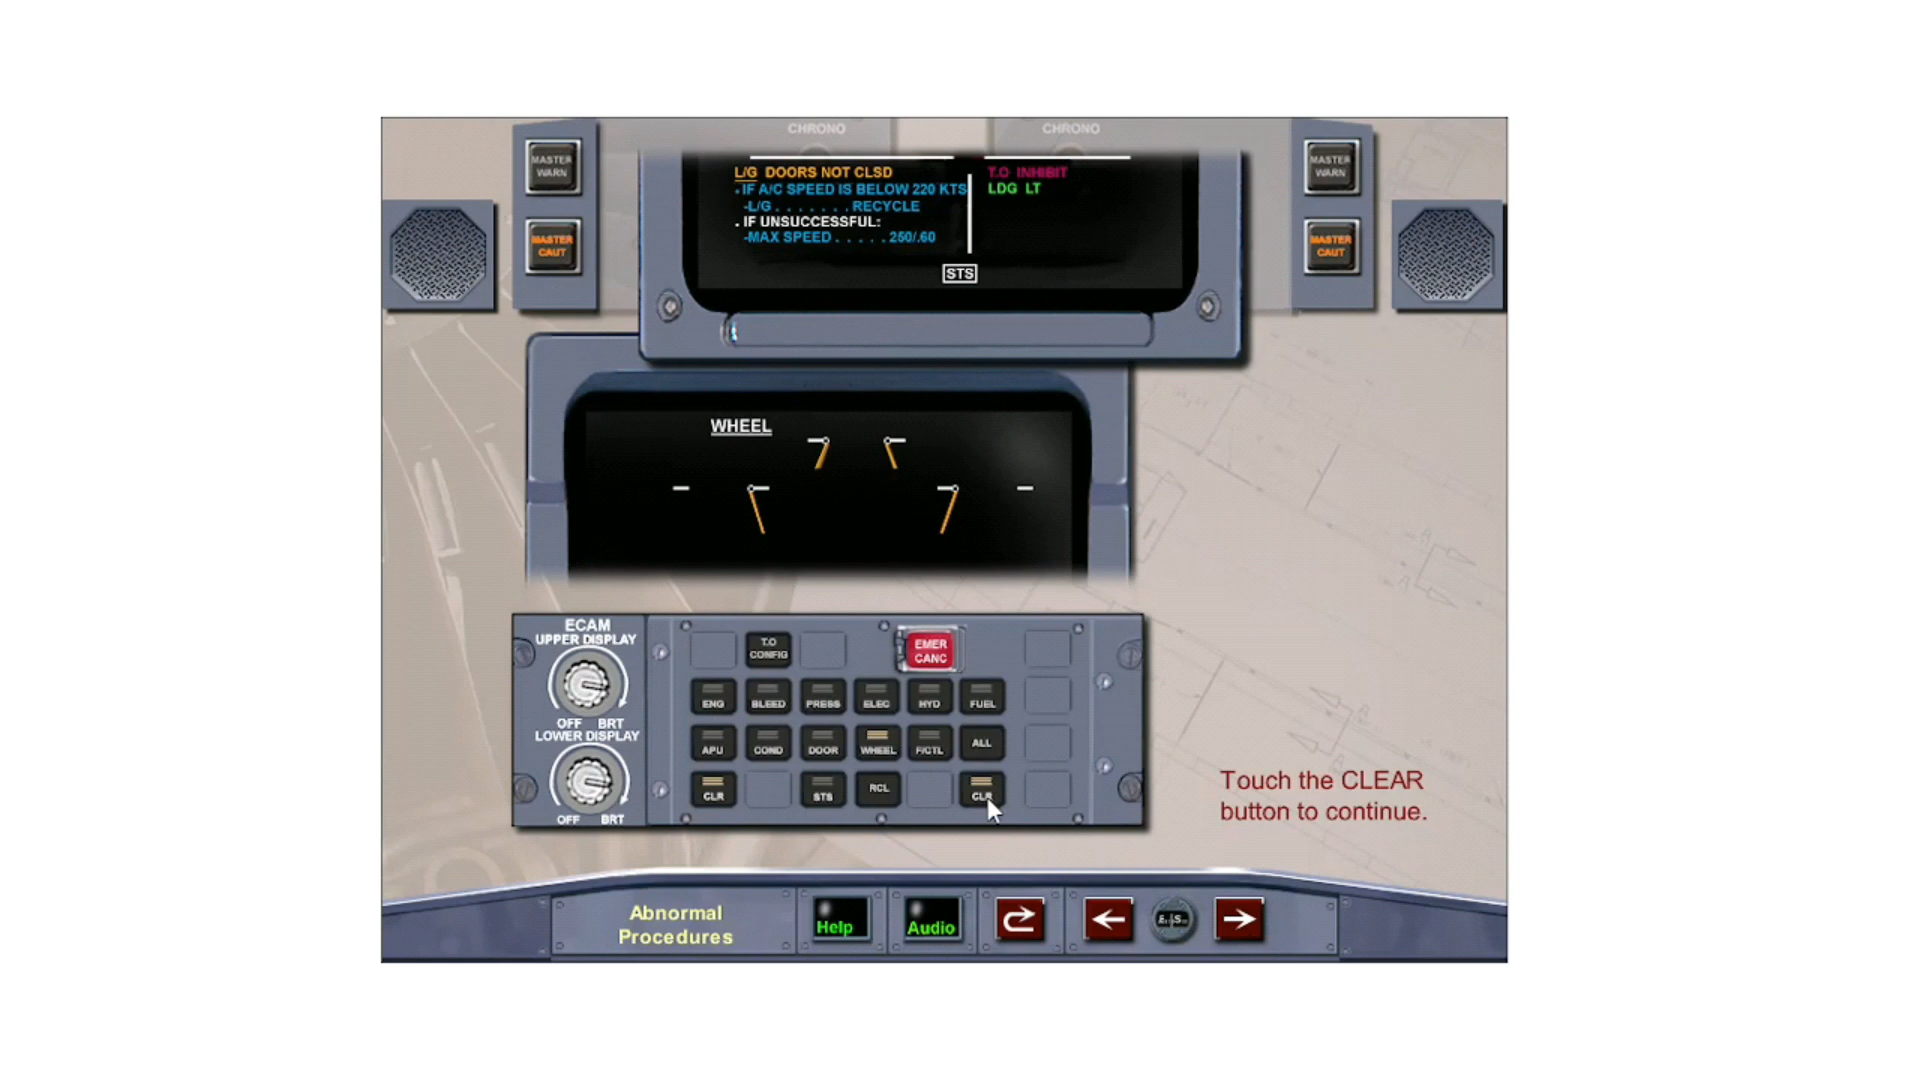 CHRONO
CHRONO
MASTER
WARN
MASTER
CAUT
L/G DOORS NOT CLSD
. IF A/C SPEED IS BELOW 220 KTS
-L/G . . . . . . . RECYCLE
. IF UNSUCCESSFUL:
-MAX SPEED . . . . . 250/.60
T.O INHIBIT
LDG LT
STS
MASTER
WARN
MASTER
CAUT
WHEEL
ECAM
UPPER DISPLAY
OFF BRT
LOWER DISPLAY
OFF BRT
T.O
CONFIG
EMER
CANC
ENG BLEED PRESS ELEC HYD FUEL
APU COND DOOR WHEEL F/CTL ALL
CLR STS RCL CLR
Touch the CLEAR
button to continue.
Abnormal
Procedures
Help
Audio